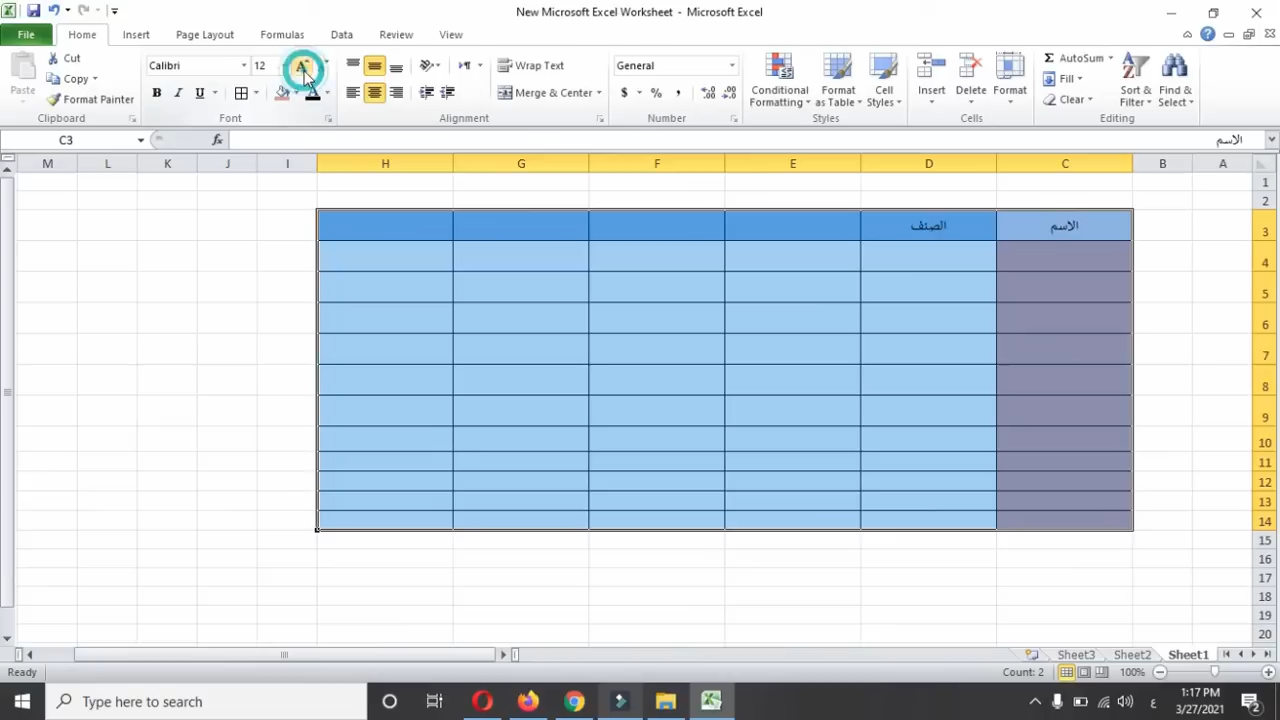 New Microsoft Excel Worksheet - Microsoft Excel
File Home Insert Page Layout Formulas Data Review View
Paste Cut Copy Format Painter Clipboard
Calibri 12 B I U Font
Wrap Text Merge & Center Alignment
General $ % , Number
Conditional Formatting Format as Table Cell Styles Styles
Insert Delete Format Cells
AutoSum Fill Clear Sort & Filter Find & Select Editing
C3 fx الاسم
M L K J I H G F E D C B A
1
2
3
الاسم الصنف
4
5
6
7
8
9
10
11
12
13
14
15
16
17
18
19
20
Sheet3 Sheet2 Sheet1
Ready Count: 2 100%
Type here to search
ع 1:17 PM
3/27/2021 2